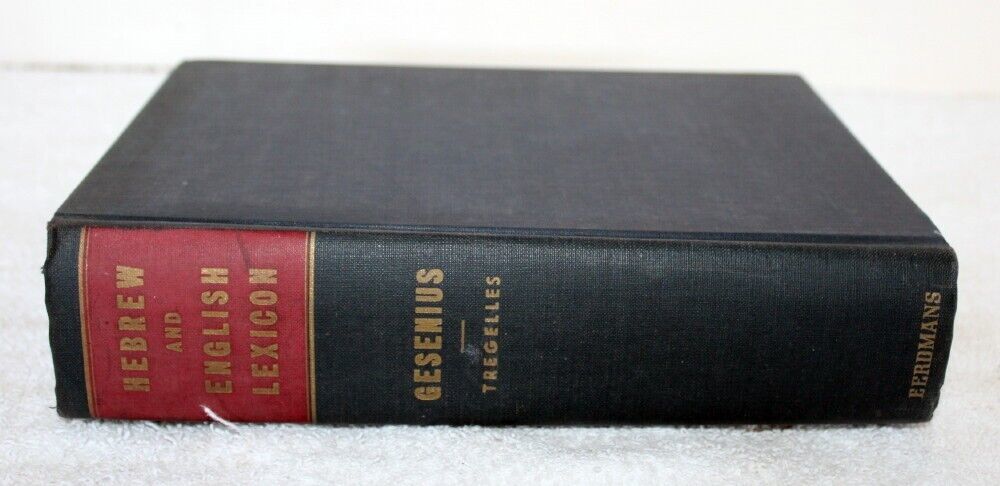 HEBREW
AND
ENGLISH
LEXICON
GESENIUS
TREGELLES
EERDMANS